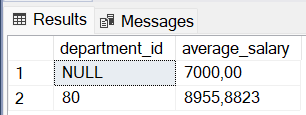 Results Messages
department_id average_salary
1 NULL 7000,00
2 80 8955,8823